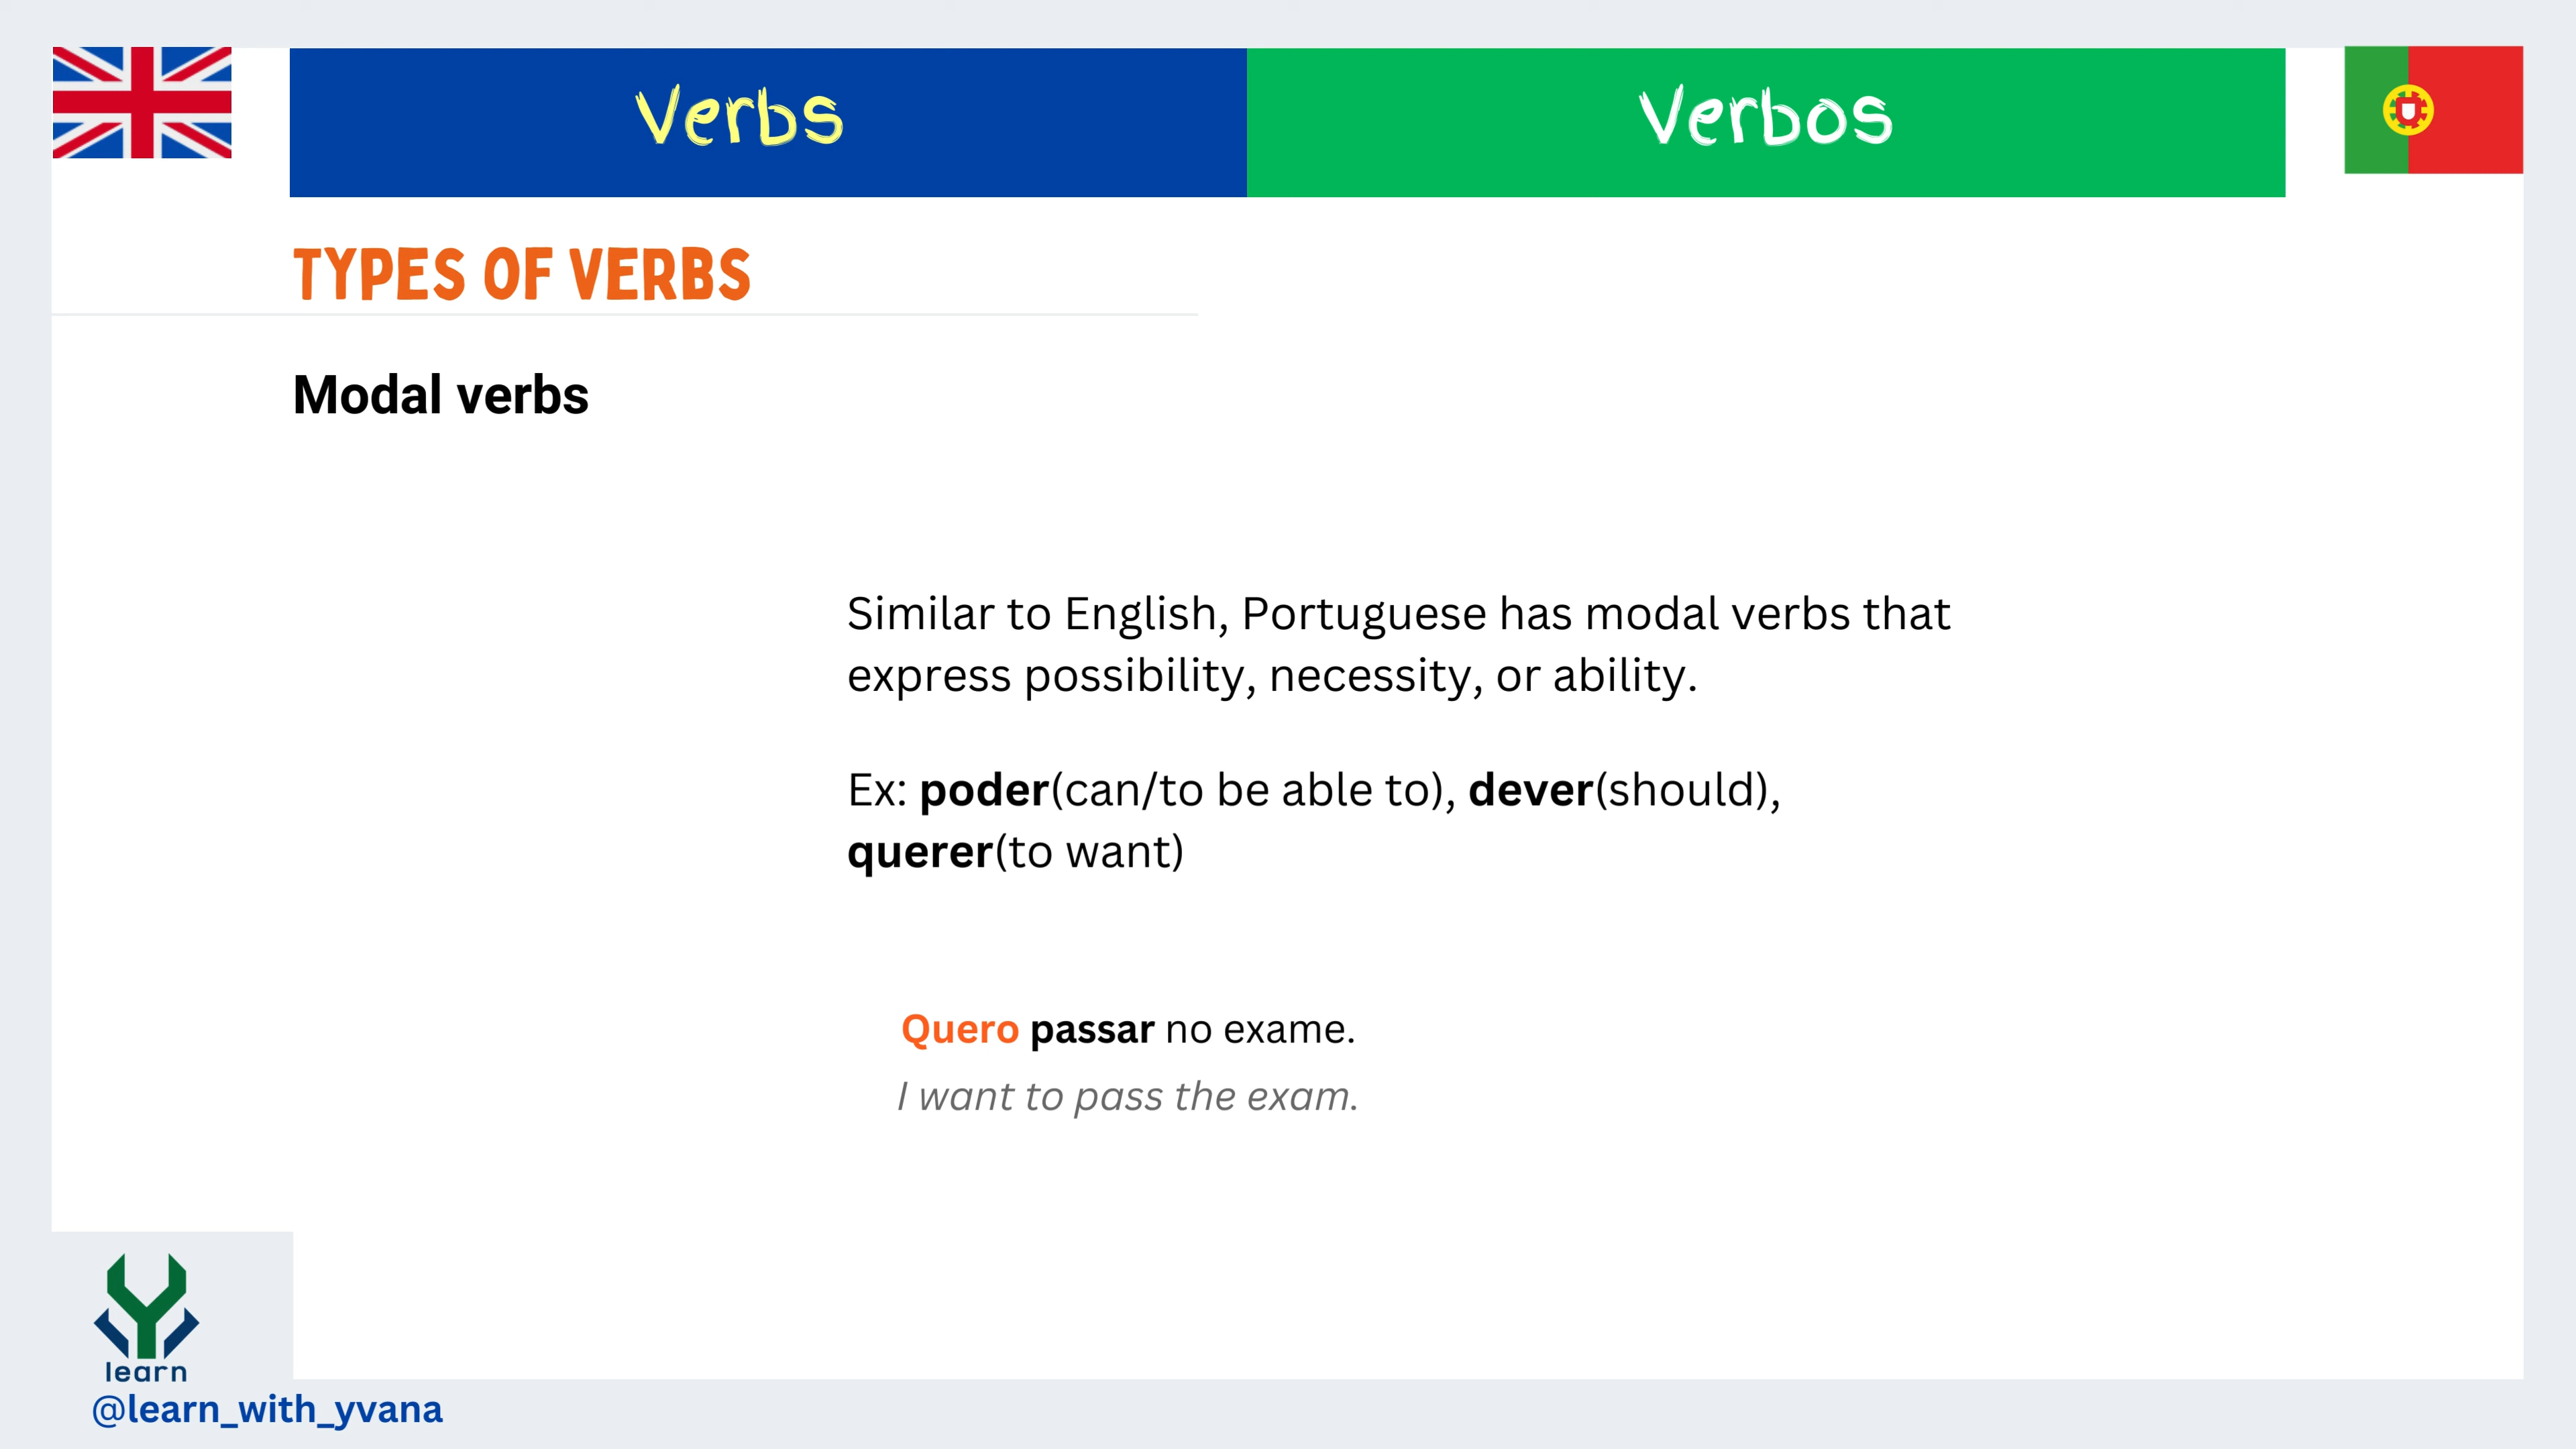 Verbs
Verbos
TYPES OF VERBS
Modal verbs
Similar to English, Portuguese has modal verbs that
express possibility, necessity, or ability.
Ex: poder(can/to be able to), dever(should),
querer(to want)
Quero passar no exame.
I want to pass the exam.
learn
@learn_with_yvana